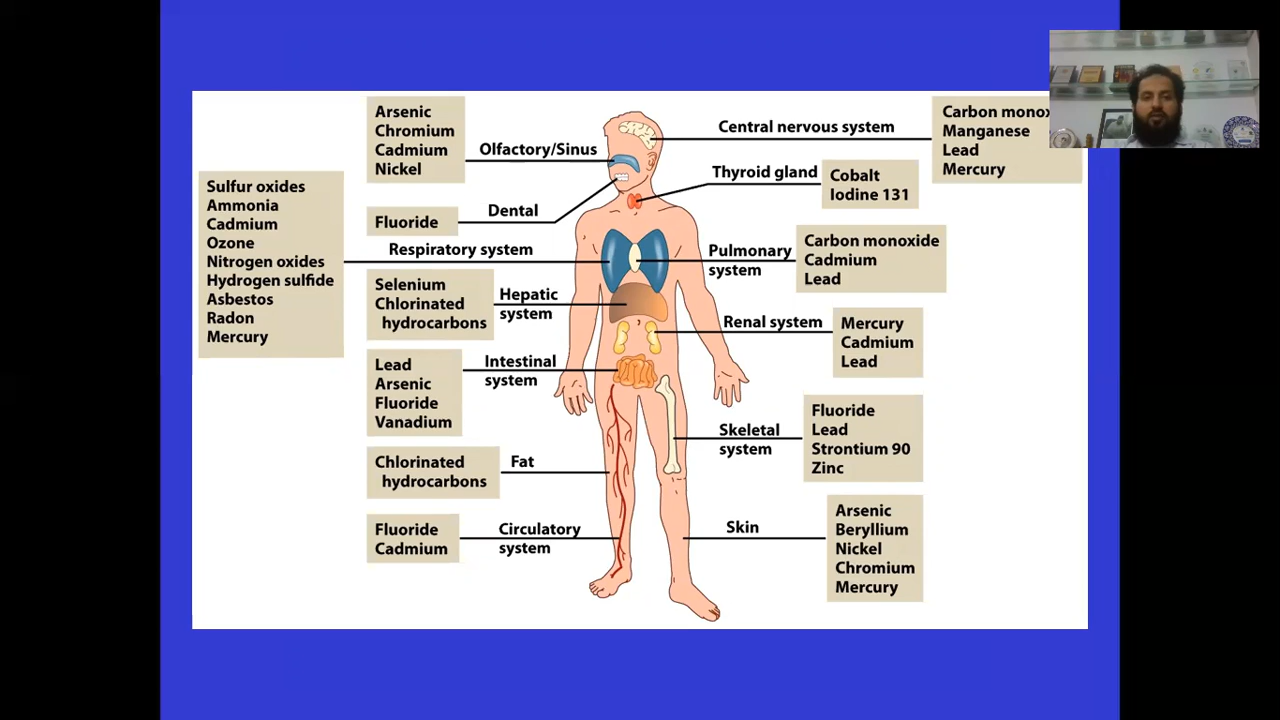 Arsenic
Chromium
Cadmium
Nickel
Olfactory/Sinus
Central nervous system
Manganese
Lead
Mercury
Thyroid gland
Cobalt
Iodine 131
Sulfur oxides
Ammonia
Cadmium
Ozone
Nitrogen oxides
Hydrogen sulfide
Asbestos
Radon
Mercury
Fluoride
Dental
Respiratory system
Pulmonary
system
Carbon monoxide
Cadmium
Lead
Selenium
Chlorinated
hydrocarbons
Hepatic
system
Renal system
Mercury
Cadmium
Lead
Lead
Arsenic
Fluoride
Vanadium
Intestinal
system
Skeletal
system
Fluoride
Lead
Strontium 90
Zinc
Chlorinated
hydrocarbons
Fat
Fluoride
Cadmium
Circulatory
system
Skin
Arsenic
Beryllium
Nickel
Chromium
Mercury